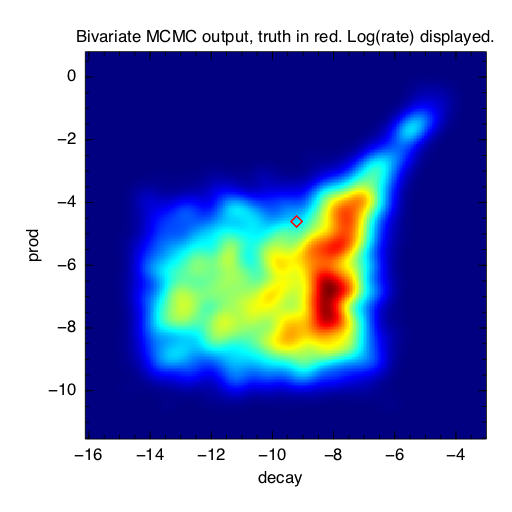 Bivariate MCMC output, truth in red. Log(rate) displayed.
0
−2
−4
−6
−8
−10
prod
−16 −14 −12 −10 −8 −6 −4
decay